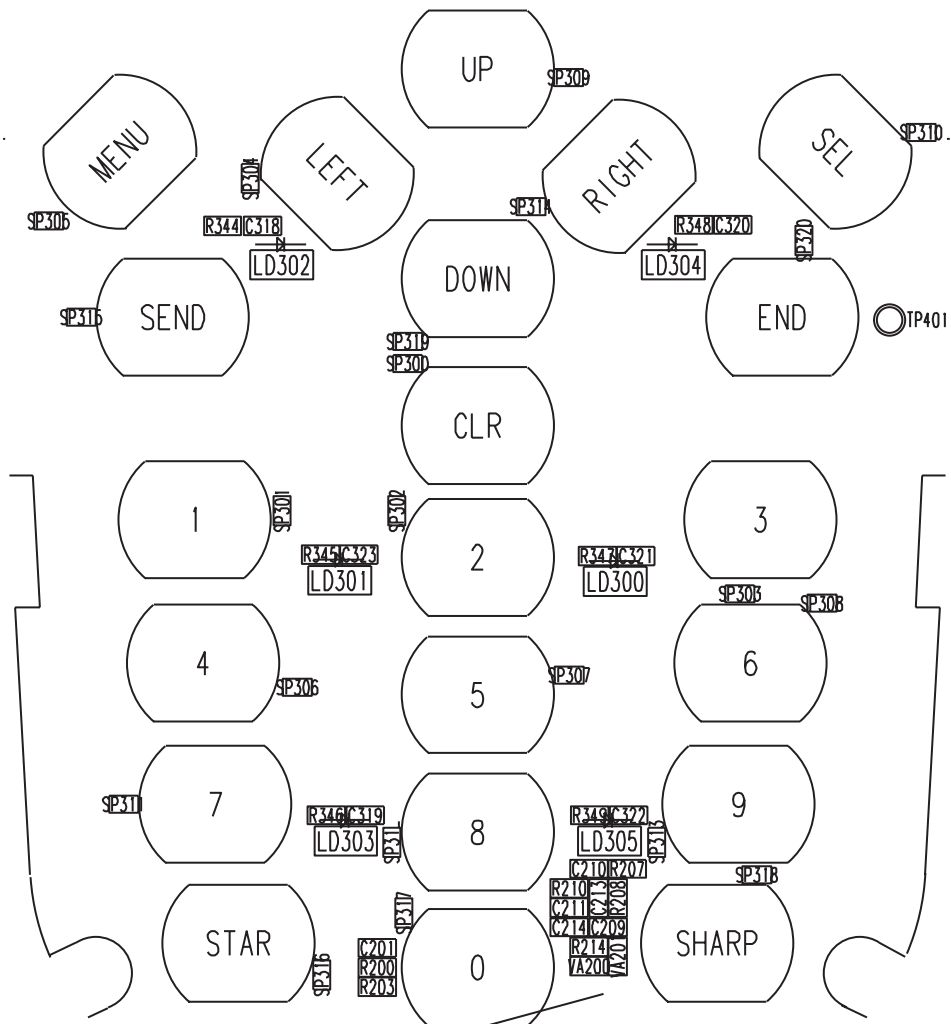 UP
SP309
MENU
LEFT
RIGHT
SEL
SP310
SP304
SP305
SP314
R344 C318
R348 C320
SP320
LD302
DOWN
LD304
SP315
SEND
END
TP401
SP319
SP300
CLR
1
SP301
SP302
3
R345 C323
2
R347 C321
LD301
LD300
SP303
SP308
4
SP306
5
SP307
6
SP311
7
R346 C319
LD303
8
R349 C322
LD305
SP313
9
C210 R207
SP318
R210 C213 R208
C211
SP317
C214 C209
STAR
C201
R214 VA201
SHARP
SP316
R200
0
VA200
R203